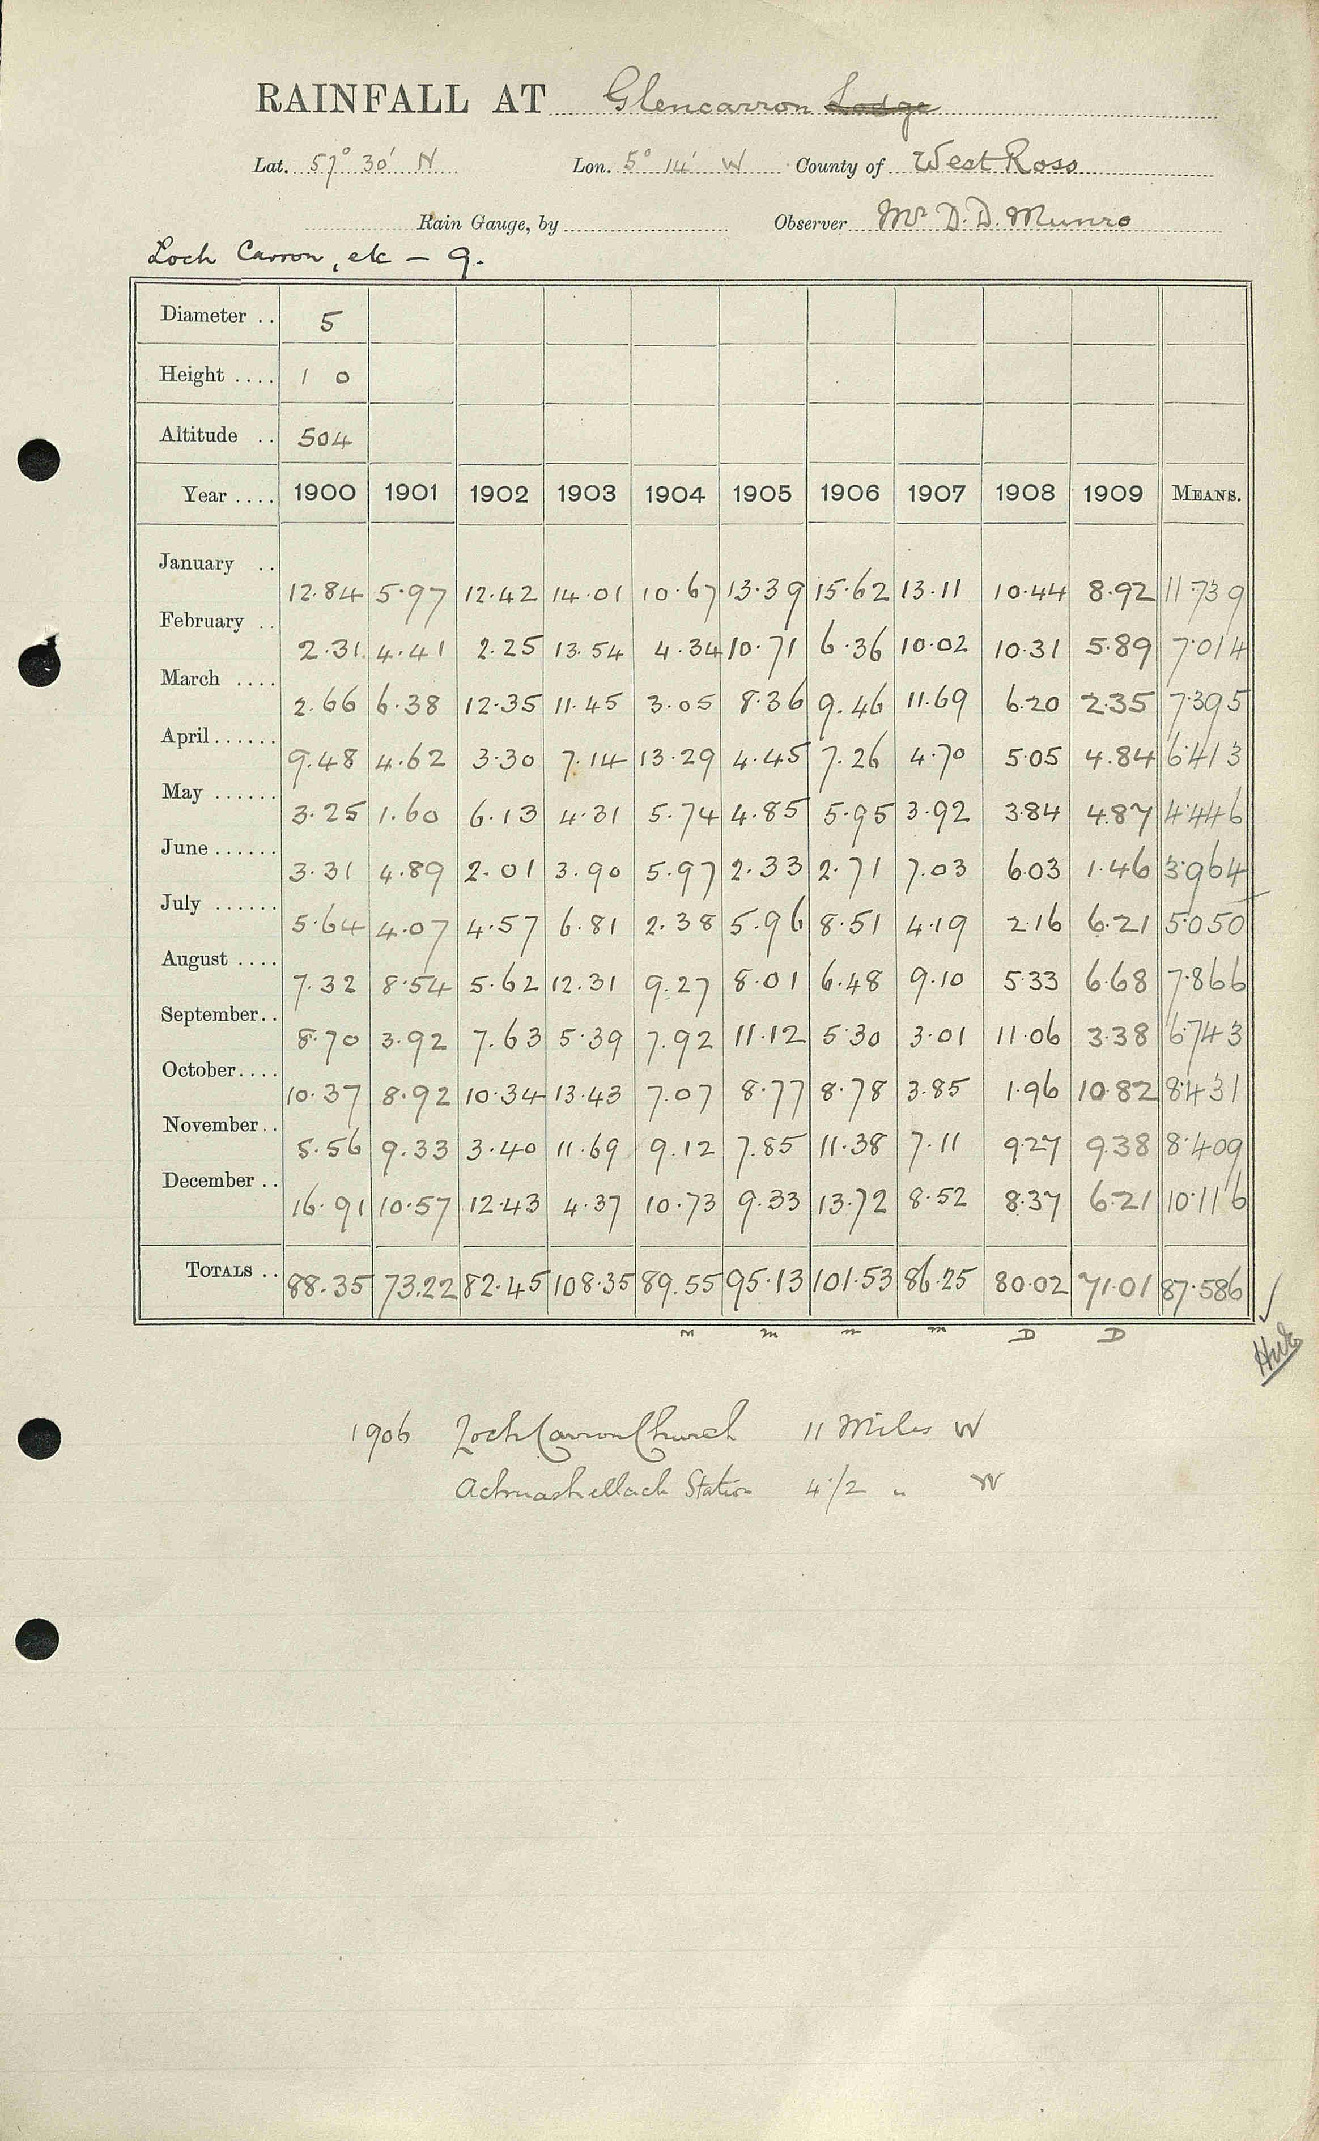 RAINFALL AT Glencarron Lodge
Lat. 57° 30' N Lon. 5° 14' W County of West Ross
Rain Gauge, by Observer Mr D. D. Munro
Loch Carron, etc – 9.
Diameter .. 5
Height .... 1 0
Altitude .. 504
Year .... 1900 1901 1902 1903 1904 1905 1906 1907 1908 1909 MEANS.
January .. 12.84 5.97 12.42 14.01 10.67 13.39 15.62 13.11 10.44 8.92 11.739
February .. 2.31 4.41 2.25 13.54 4.34 10.71 6.36 10.02 10.31 5.89 7.014
March .... 2.66 6.38 12.35 11.45 3.05 8.36 9.46 11.69 6.20 2.35 7.395
April...... 9.48 4.62 3.30 7.14 13.29 4.45 7.26 4.70 5.05 4.84 6.413
May ...... 3.25 1.60 6.13 4.31 5.74 4.85 5.95 3.92 3.84 4.87 4.446
June ...... 3.31 4.89 2.01 3.90 5.97 2.33 2.71 7.03 6.03 1.46 3.964
July ...... 5.64 4.07 4.57 6.81 2.38 5.96 8.51 4.19 2.16 6.21 5.050
August .... 7.32 8.54 5.62 12.31 9.27 8.01 6.48 9.10 5.33 6.68 7.866
September.. 8.70 3.92 7.63 5.39 7.92 11.12 5.30 3.01 11.06 3.38 6.743
October.... 10.37 8.92 10.34 13.43 7.07 8.77 8.78 3.85 1.96 10.82 8.431
November.. 5.56 9.33 3.40 11.69 9.12 7.85 11.38 7.11 9.27 9.38 8.409
December .. 16.91 10.57 12.43 4.37 10.73 9.33 13.72 8.52 8.37 6.21 10.116
TOTALS .. 88.35 73.22 82.45 108.35 89.55 95.13 101.53 86.25 80.02 71.01 87.586
m m m m D D
1906 Loch Carron Church 11 Miles W
Achnashellach Station 4 1/2 " W